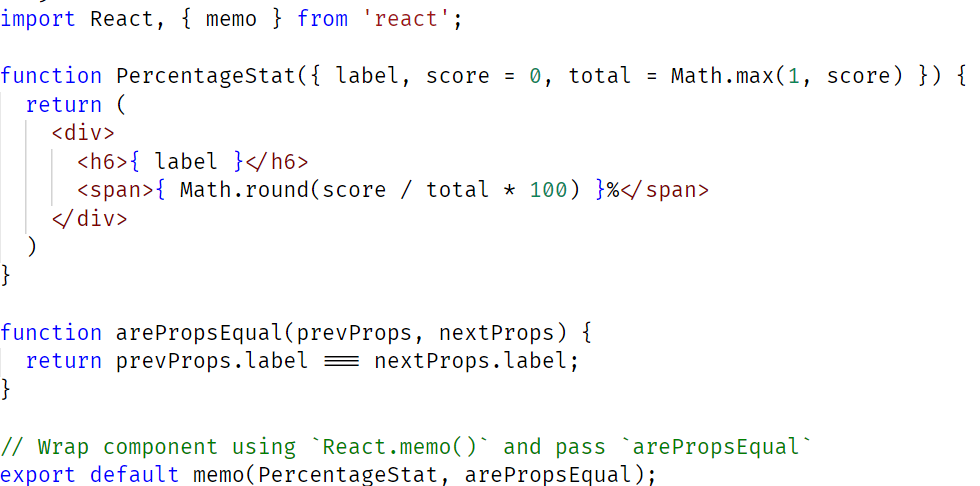 import React, { memo } from 'react';
function PercentageStat({ label, score = 0, total = Math.max(1, score) }) {
return (
<div>
<h6>{ label }</h6>
<span>{ Math.round(score / total * 100) }%</span>
</div>
)
}
function arePropsEqual(prevProps, nextProps) {
return prevProps.label === nextProps.label;
}
// Wrap component using `React.memo()` and pass `arePropsEqual`
export default memo(PercentageStat, arePropsEqual);